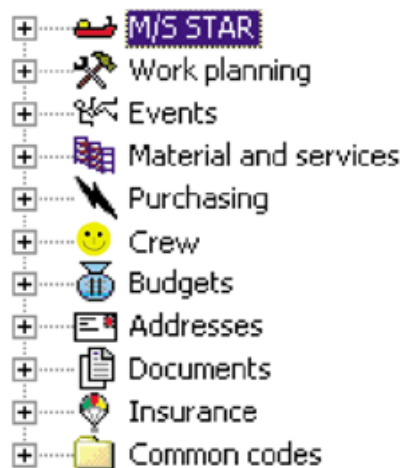 M/S STAR
Work planning
Events
Material and services
Purchasing
Crew
Budgets
Addresses
Documents
Insurance
Common codes